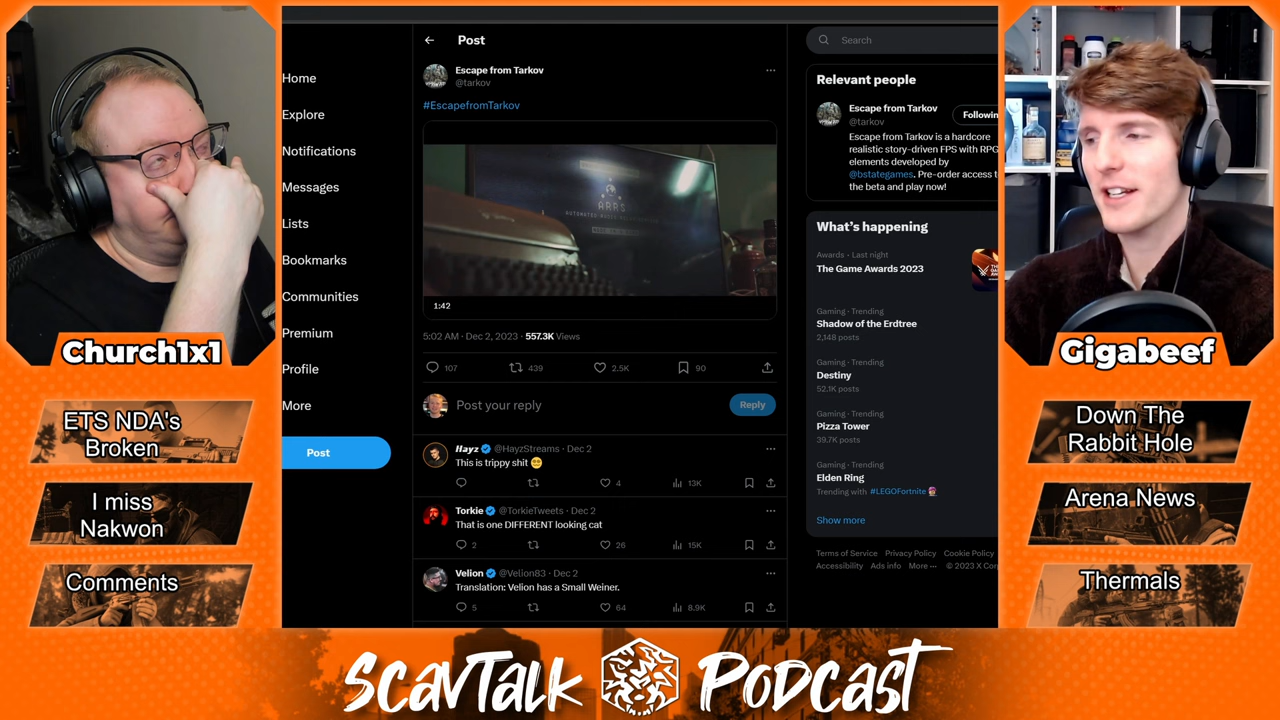 Post
Search
Escape from Tarkov
@tarkov
#EscapefromTarkov
ARRS
1:42
5:02 AM · Dec 2, 2023 · 557.3K Views
107
439
2.5K
90
Post your reply
Reply
Hayz @HayzStreams · Dec 2
This is trippy shit
4
13K
Torkie @TorkieTweets · Dec 2
That is one DIFFERENT looking cat
2
26
15K
Velion @Velion83 · Dec 2
Translation: Velion has a Small Weiner.
5
64
8.9K
Home
Explore
Notifications
Messages
Lists
Bookmarks
Communities
Premium
Profile
More
Post
Relevant people
Escape from Tarkov
@tarkov
Followin
Escape from Tarkov is a hardcore
realistic story-driven FPS with RPG
elements developed by
@bstategames. Pre-order access t
the beta and play now!
What's happening
Awards · Last night
The Game Awards 2023
Gaming · Trending
Shadow of the Erdtree
2,148 posts
Gaming · Trending
Destiny
52.1K posts
Gaming · Trending
Pizza Tower
39.7K posts
Gaming · Trending
Elden Ring
Trending with #LEGOFortnite
Show more
Terms of Service Privacy Policy Cookie Policy
Accessibility Ads info More ··· © 2023 X Corp
Church1x1
ETS NDA's
Broken
I miss
Nakwon
Comments
Gigabeef
Down The
Rabbit Hole
Arena News
Thermals
ScavTalk Podcast